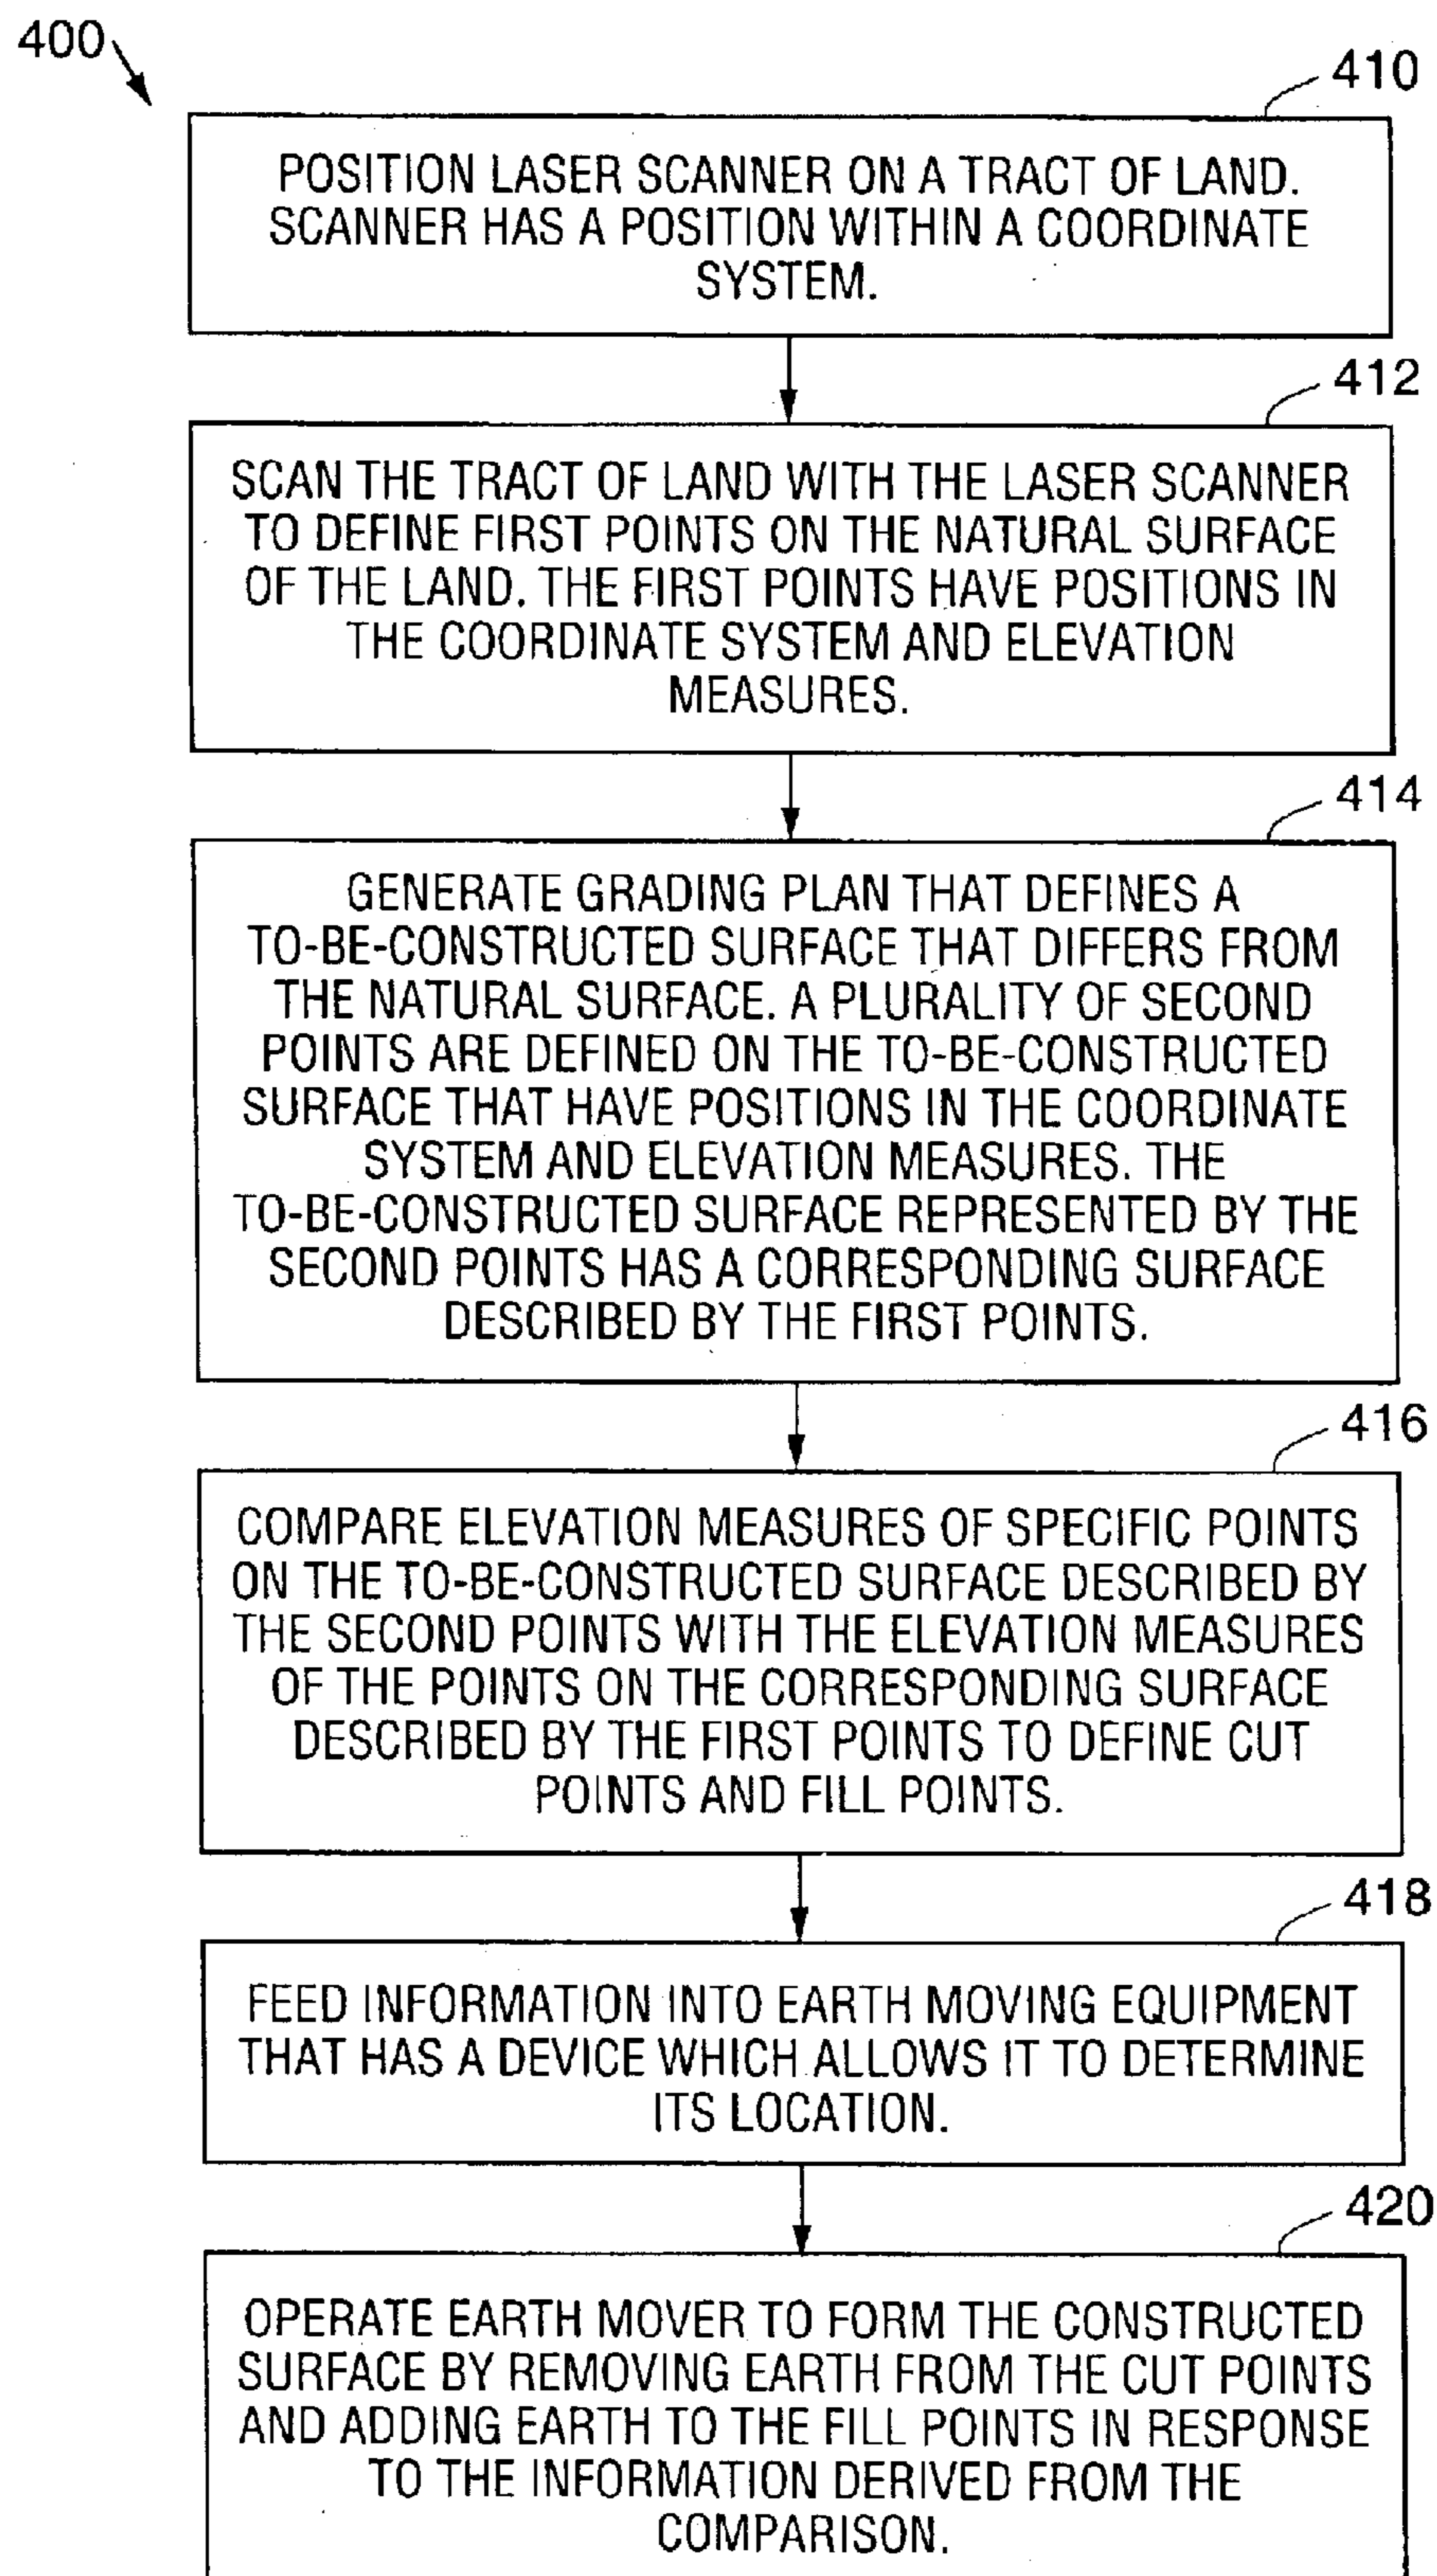 400
410
POSITION LASER SCANNER ON A TRACT OF LAND.
SCANNER HAS A POSITION WITHIN A COORDINATE
SYSTEM.
412
SCAN THE TRACT OF LAND WITH THE LASER SCANNER
TO DEFINE FIRST POINTS ON THE NATURAL SURFACE
OF THE LAND. THE FIRST POINTS HAVE POSITIONS IN
THE COORDINATE SYSTEM AND ELEVATION
MEASURES.
414
GENERATE GRADING PLAN THAT DEFINES A
TO-BE-CONSTRUCTED SURFACE THAT DIFFERS FROM
THE NATURAL SURFACE. A PLURALITY OF SECOND
POINTS ARE DEFINED ON THE TO-BE-CONSTRUCTED
SURFACE THAT HAVE POSITIONS IN THE COORDINATE
SYSTEM AND ELEVATION MEASURES. THE
TO-BE-CONSTRUCTED SURFACE REPRESENTED BY THE
SECOND POINTS HAS A CORRESPONDING SURFACE
DESCRIBED BY THE FIRST POINTS.
416
COMPARE ELEVATION MEASURES OF SPECIFIC POINTS
ON THE TO-BE-CONSTRUCTED SURFACE DESCRIBED BY
THE SECOND POINTS WITH THE ELEVATION MEASURES
OF THE POINTS ON THE CORRESPONDING SURFACE
DESCRIBED BY THE FIRST POINTS TO DEFINE CUT
POINTS AND FILL POINTS.
418
FEED INFORMATION INTO EARTH MOVING EQUIPMENT
THAT HAS A DEVICE WHICH ALLOWS IT TO DETERMINE
ITS LOCATION.
420
OPERATE EARTH MOVER TO FORM THE CONSTRUCTED
SURFACE BY REMOVING EARTH FROM THE CUT POINTS
AND ADDING EARTH TO THE FILL POINTS IN RESPONSE
TO THE INFORMATION DERIVED FROM THE
COMPARISON.